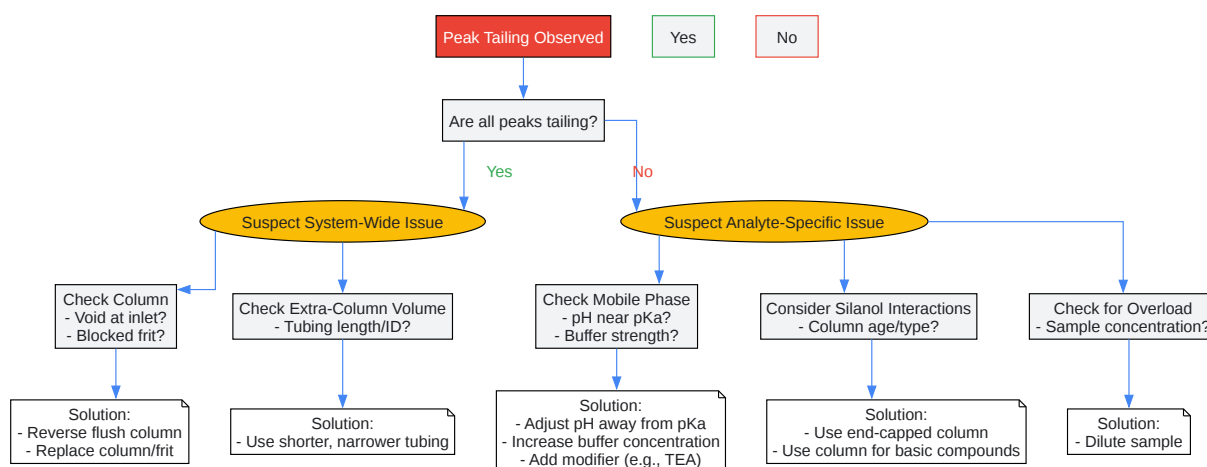 Peak Tailing Observed
Yes
No
Are all peaks tailing?
Yes
No
Suspect System-Wide Issue
Suspect Analyte-Specific Issue
Check Column
- Void at inlet?
- Blocked frit?
Check Extra-Column Volume
- Tubing length/ID?
Check Mobile Phase
- pH near pKa?
- Buffer strength?
Consider Silanol Interactions
- Column age/type?
Check for Overload
- Sample concentration?
Solution:
- Reverse flush column
- Replace column/frit
Solution:
- Use shorter, narrower tubing
Solution:
- Adjust pH away from pKa
- Increase buffer concentration
- Add modifier (e.g., TEA)
Solution:
- Use end-capped column
- Use column for basic compounds
Solution:
- Dilute sample